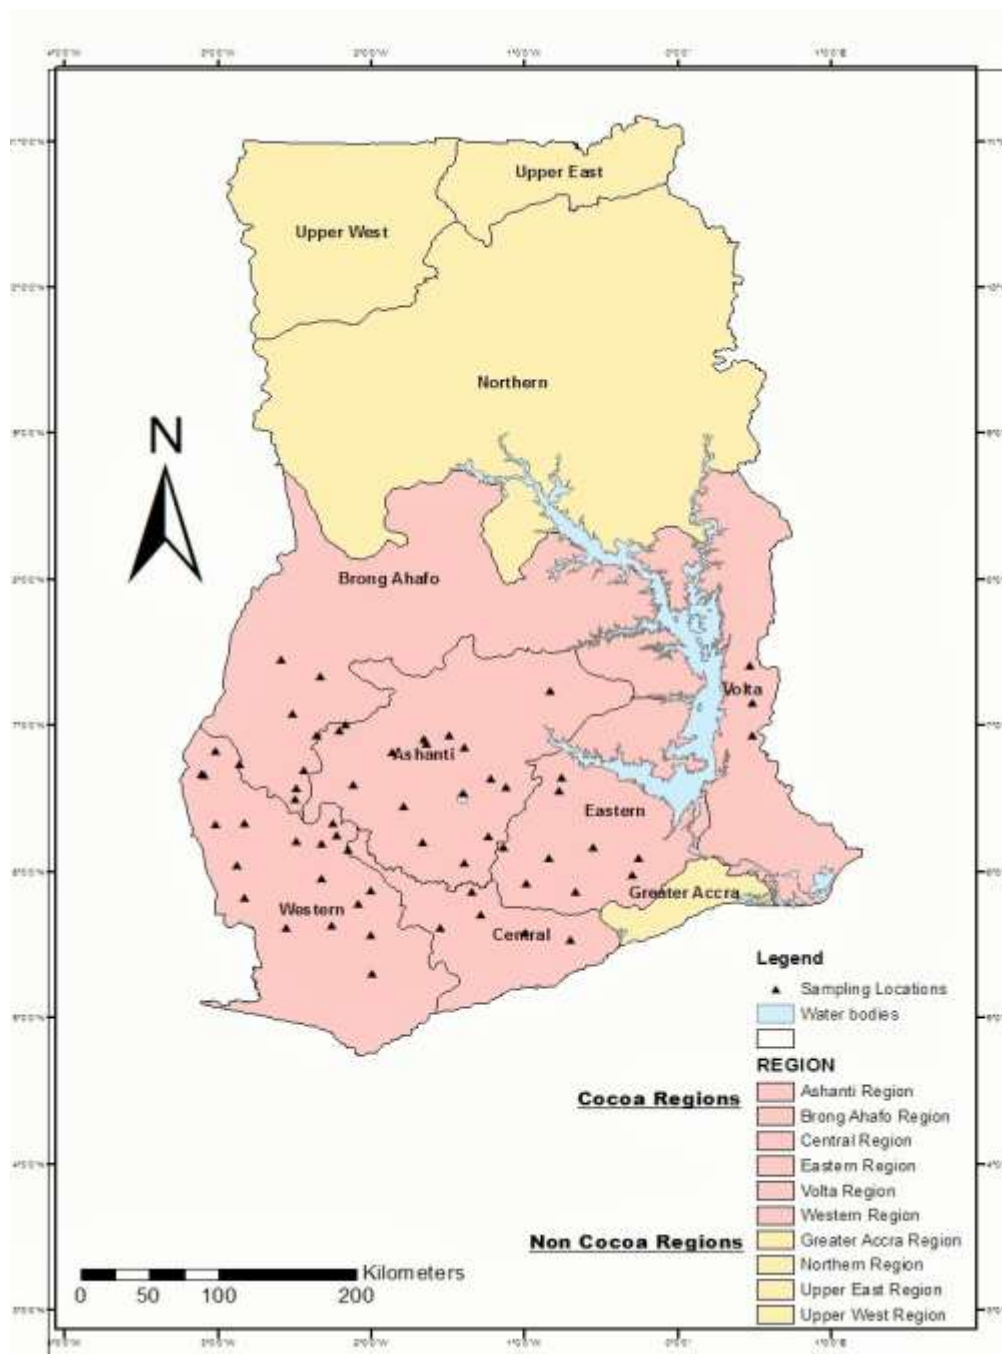 Upper East
Upper West
Northern
N
Brong Ahafo
Volta
Ashanti
Eastern
Greater Accra
Western
Central
Legend
Sampling Locations
Water bodies
REGION
Cocoa Regions
Ashanti Region
Brong Ahafo Region
Central Region
Eastern Region
Volta Region
Western Region
Non Cocoa Regions
Greater Accra Region
Northern Region
Upper East Region
Upper West Region
Kilometers
0 50 100 200